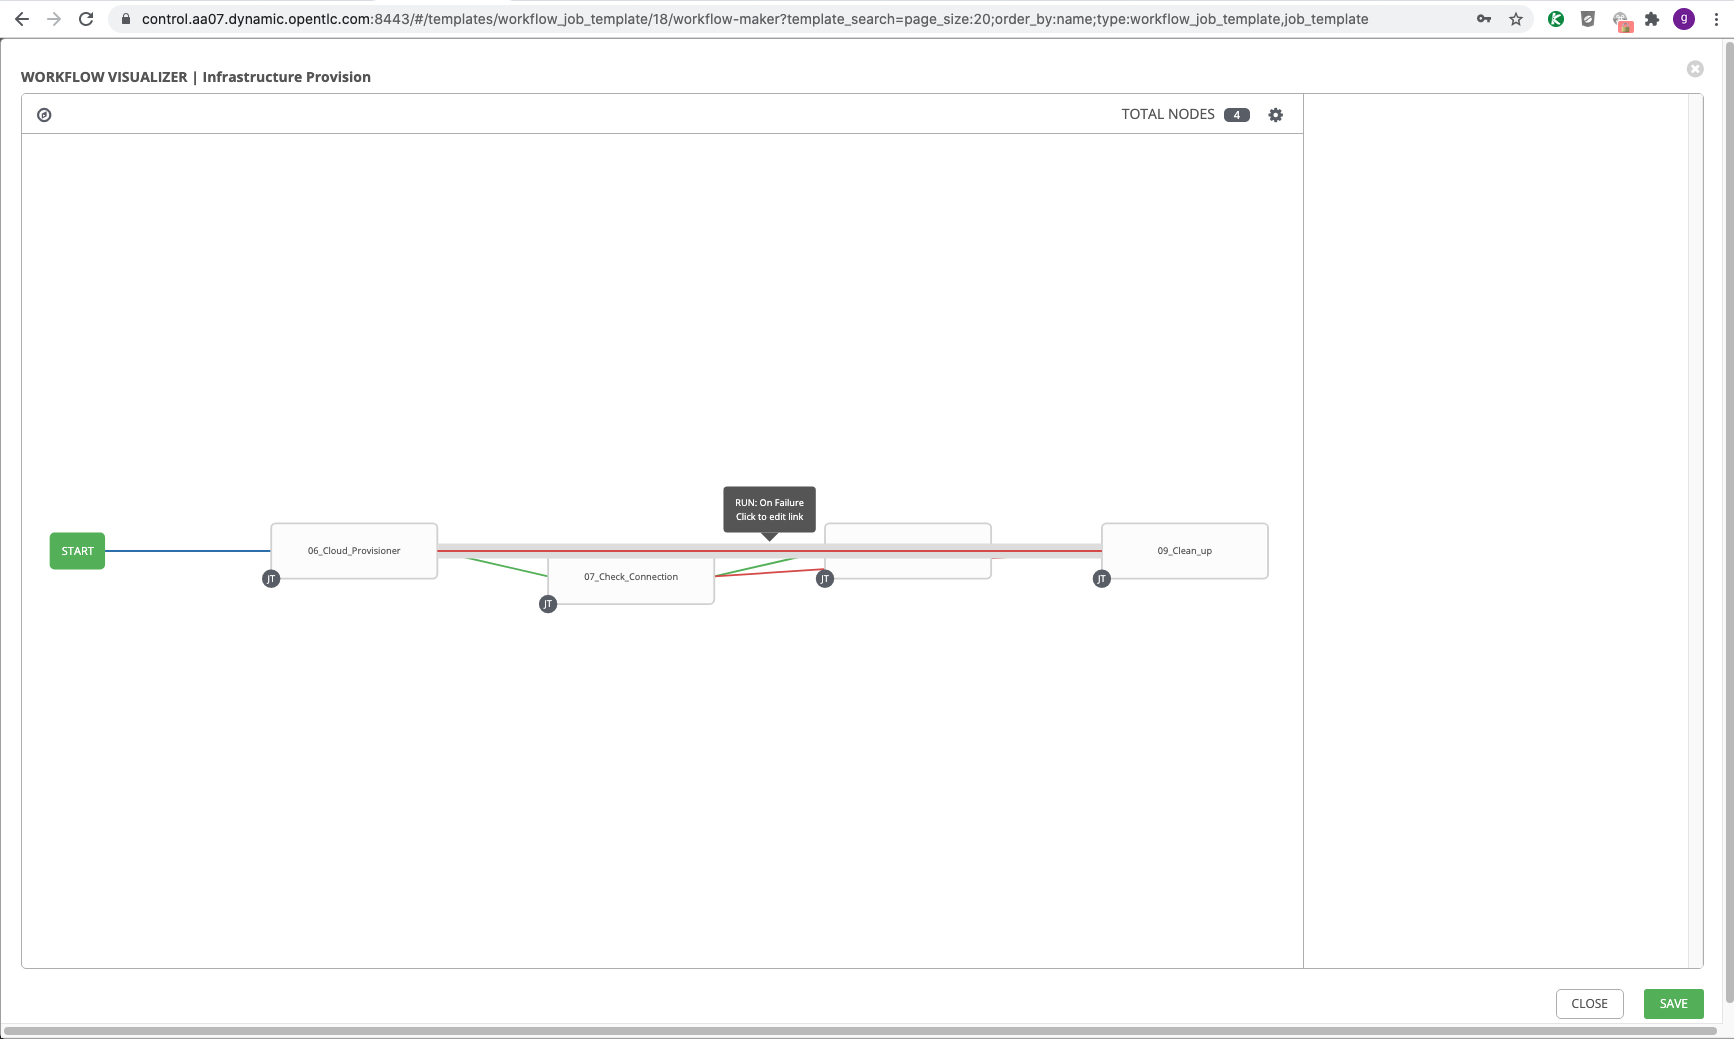 control.aa07.dynamic.opentlc.com:8443/#/templates/workflow_job_template/18/workflow-maker?template_search=page_size:20;order_by:name;type:workflow_job_template,job_template
g
WORKFLOW VISUALIZER | Infrastructure Provision
TOTAL NODES 4
RUN: On Failure
Click to edit link
START
06_Cloud_Provisioner
09_Clean_up
07_Check_Connection
JT
JT
JT
JT
CLOSE
SAVE